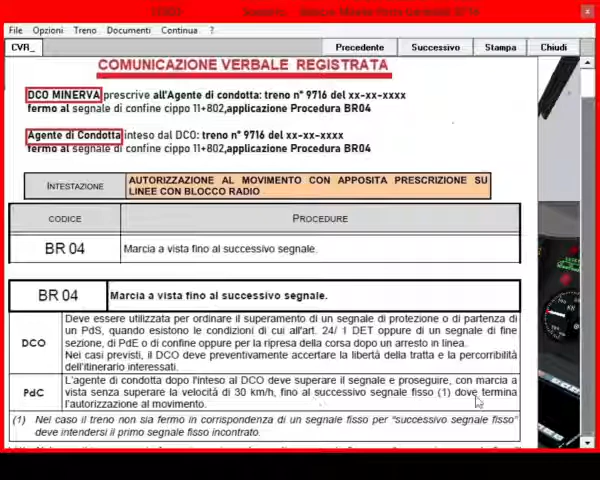 File Opzioni Treno Documenti Continua ?
CVR_ Precedente Successivo Stampa Chiudi
COMUNICAZIONE VERBALE REGISTRATA
DCO MINERVA prescrive all'Agente di condotta: treno n° 9716 del xx-xx-xxxx
fermo al segnale di confine cippo 11+802,applicazione Procedura BR04
Agente di Condotta inteso dal DCO: treno n° 9716 del xx-xx-xxxx
fermo al segnale di confine cippo 11+802,applicazione Procedura BR04
INTESTAZIONE
AUTORIZZAZIONE AL MOVIMENTO CON APPOSITA PRESCRIZIONE SU
LINEE CON BLOCCO RADIO
CODICE PROCEDURE
BR 04 Marcia a vista fino al successivo segnale.
BR 04 Marcia a vista fino al successivo segnale.
DCO
Deve essere utilizzata per ordinare il superamento di un segnale di protezione o di partenza
di un PdS, quando esistono le condizioni di cui all'art. 24/ 1 DET oppure di un segnale di fine
sezione, di PdE o di confine oppure per la ripresa della corsa dopo un arresto in linea.
Nei casi previsti, il DCO deve preventivamente accertare la libertà della tratta e la percorribilità
dell'itinerario interessati.
PdC
L'agente di condotta dopo l'inteso al DCO deve superare il segnale e proseguire, con marcia a
vista senza superare la velocità di 30 km/h, fino al successivo segnale fisso (1) dove termina
l'autorizzazione al movimento.
(1) Nel caso il treno non sia fermo in corrispondenza di un segnale fisso per "successivo segnale fisso"
deve intendersi il primo segnale fisso incontrato.